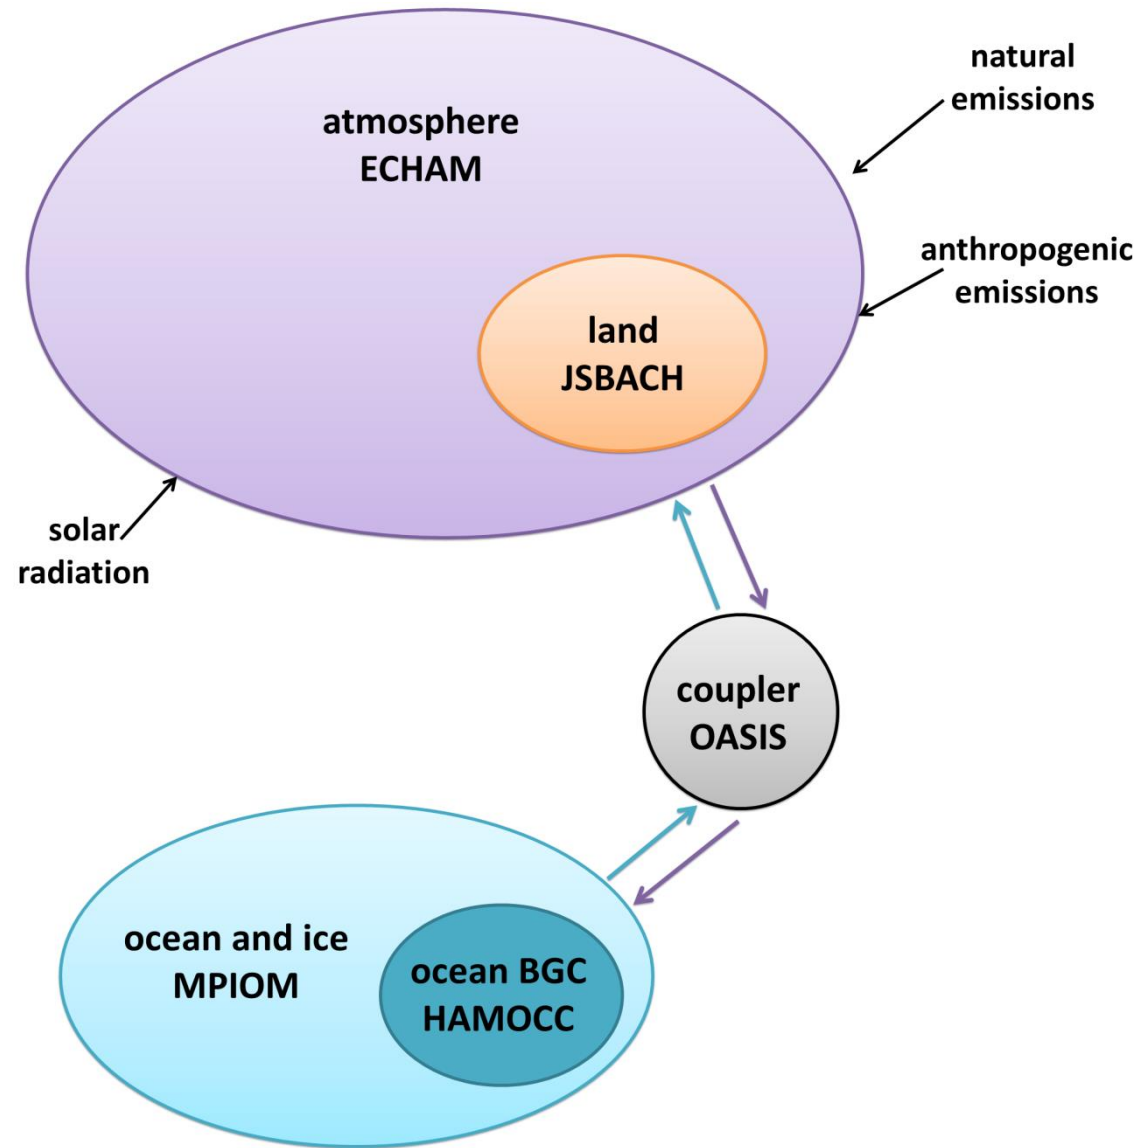 natural
emissions
atmosphere
ECHAM
anthropogenic
emissions
land
JSBACH
solar
radiation
coupler
OASIS
ocean and ice
MPIOM
ocean BGC
HAMOCC